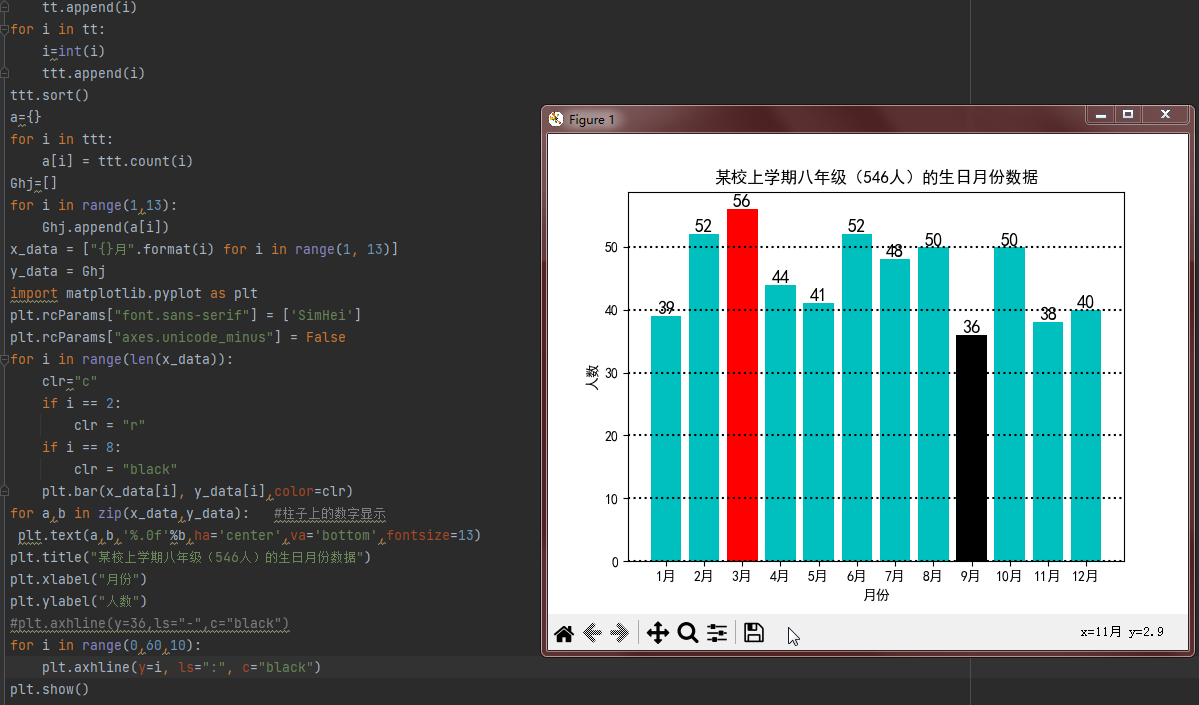 tt.append(i)
for i in tt:
    i=int(i)
    ttt.append(i)
ttt.sort()
a={}
for i in ttt:
    a[i] = ttt.count(i)
Ghj=[]
for i in range(1,13):
    Ghj.append(a[i])
x_data = ["{}月".format(i) for i in range(1, 13)]
y_data = Ghj
import matplotlib.pyplot as plt
plt.rcParams["font.sans-serif"] = ['SimHei']
plt.rcParams["axes.unicode_minus"] = False
for i in range(len(x_data)):
    clr="c"
    if i == 2:
        clr = "r"
    if i == 8:
        clr = "black"
    plt.bar(x_data[i], y_data[i],color=clr)
for a,b in zip(x_data,y_data):   #柱子上的数字显示
 plt.text(a,b,'%.0f'%b,ha='center',va='bottom',fontsize=13)
plt.title("某校上学期八年级（546人）的生日月份数据")
plt.xlabel("月份")
plt.ylabel("人数")
#plt.axhline(y=36,ls="-",c="black")
for i in range(0,60,10):
    plt.axhline(y=i, ls=":", c="black")
plt.show()
Figure 1
某校上学期八年级（546人）的生日月份数据
39 52 56 44 41 52 48 50 36 50 38 40
50
40
30
20
10
0
人数
1月 2月 3月 4月 5月 6月 7月 8月 9月 10月 11月 12月
月份
x=11月 y=2.9